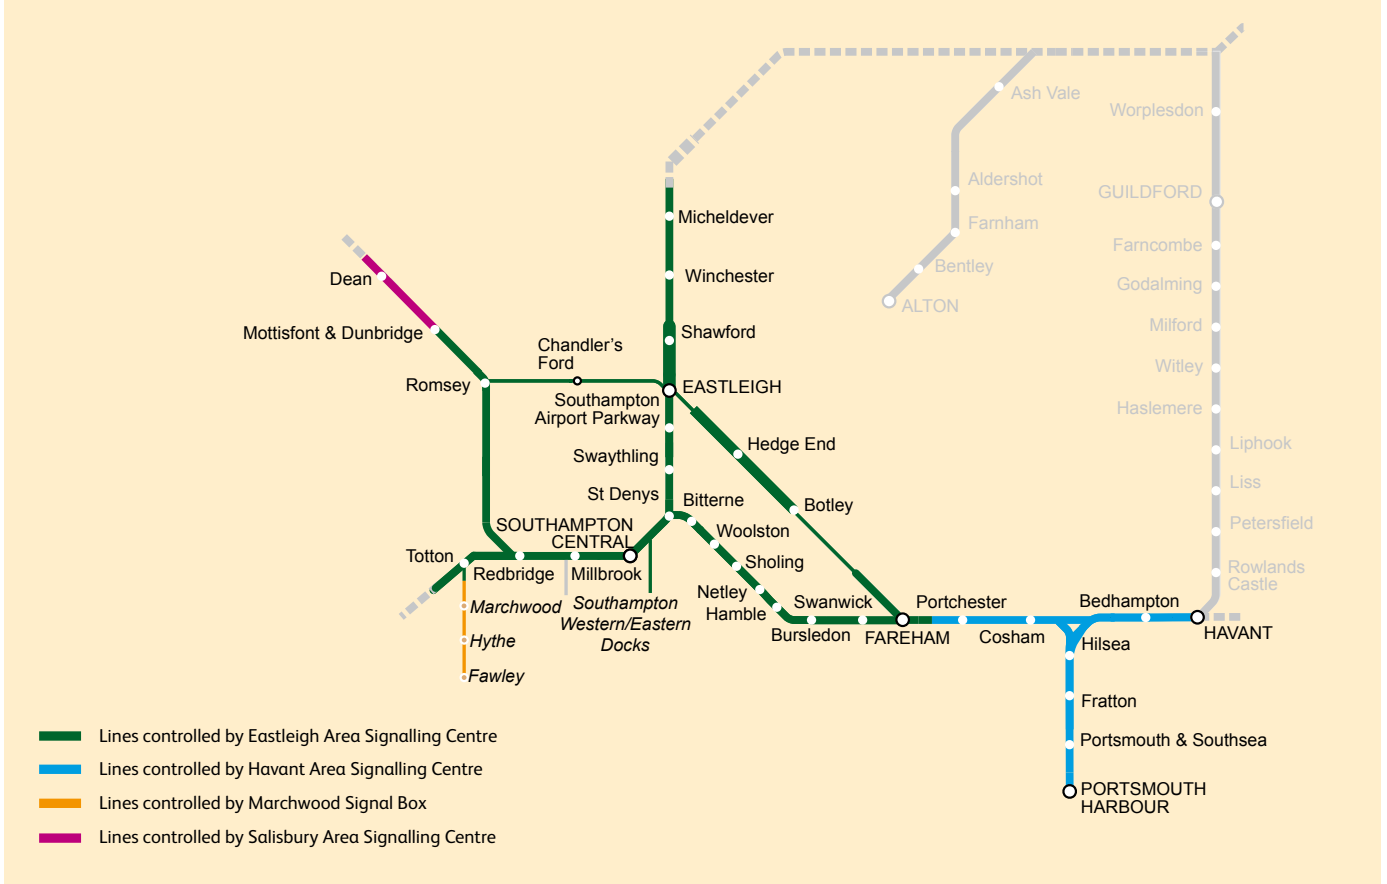 Ash Vale
Worplesdon
Aldershot
GUILDFORD
Micheldever
Farnham
Farncombe
Bentley
Winchester
Dean
Godalming
ALTON
Mottisfont & Dunbridge
Shawford
Milford
Chandler’s
Ford
Witley
Romsey
EASTLEIGH
Southampton
Airport Parkway
Haslemere
Hedge End
Liphook
Swaythling
Liss
St Denys
Bitterne
Botley
SOUTHAMPTON
CENTRAL
Woolston
Petersfield
Totton
Redbridge
Millbrook
Sholing
Rowlands
Castle
Marchwood
Southampton
Western/Eastern
Docks
Netley
Hamble
Swanwick
Portchester
Bedhampton
Bursledon
FAREHAM
Cosham
Hilsea
HAVANT
Hythe
Fawley
Fratton
Portsmouth & Southsea
PORTSMOUTH
HARBOUR
Lines controlled by Eastleigh Area Signalling Centre
Lines controlled by Havant Area Signalling Centre
Lines controlled by Marchwood Signal Box
Lines controlled by Salisbury Area Signalling Centre